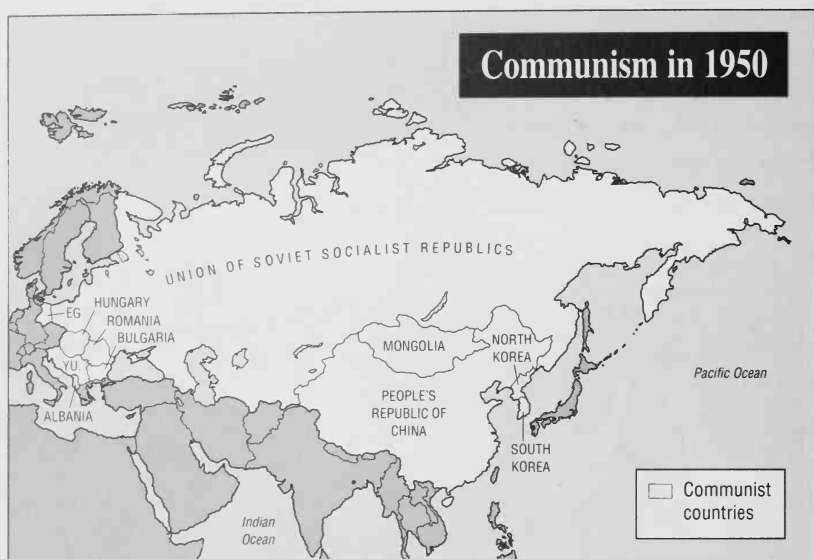 Communism in 1950
UNION OF SOVIET SOCIALIST REPUBLICS
EG
HUNGARY
ROMANIA
BULGARIA
YU.
ALBANIA
MONGOLIA
NORTH
KOREA
PEOPLE'S
REPUBLIC OF
CHINA
SOUTH
KOREA
Pacific Ocean
Indian
Ocean
Communist
countries